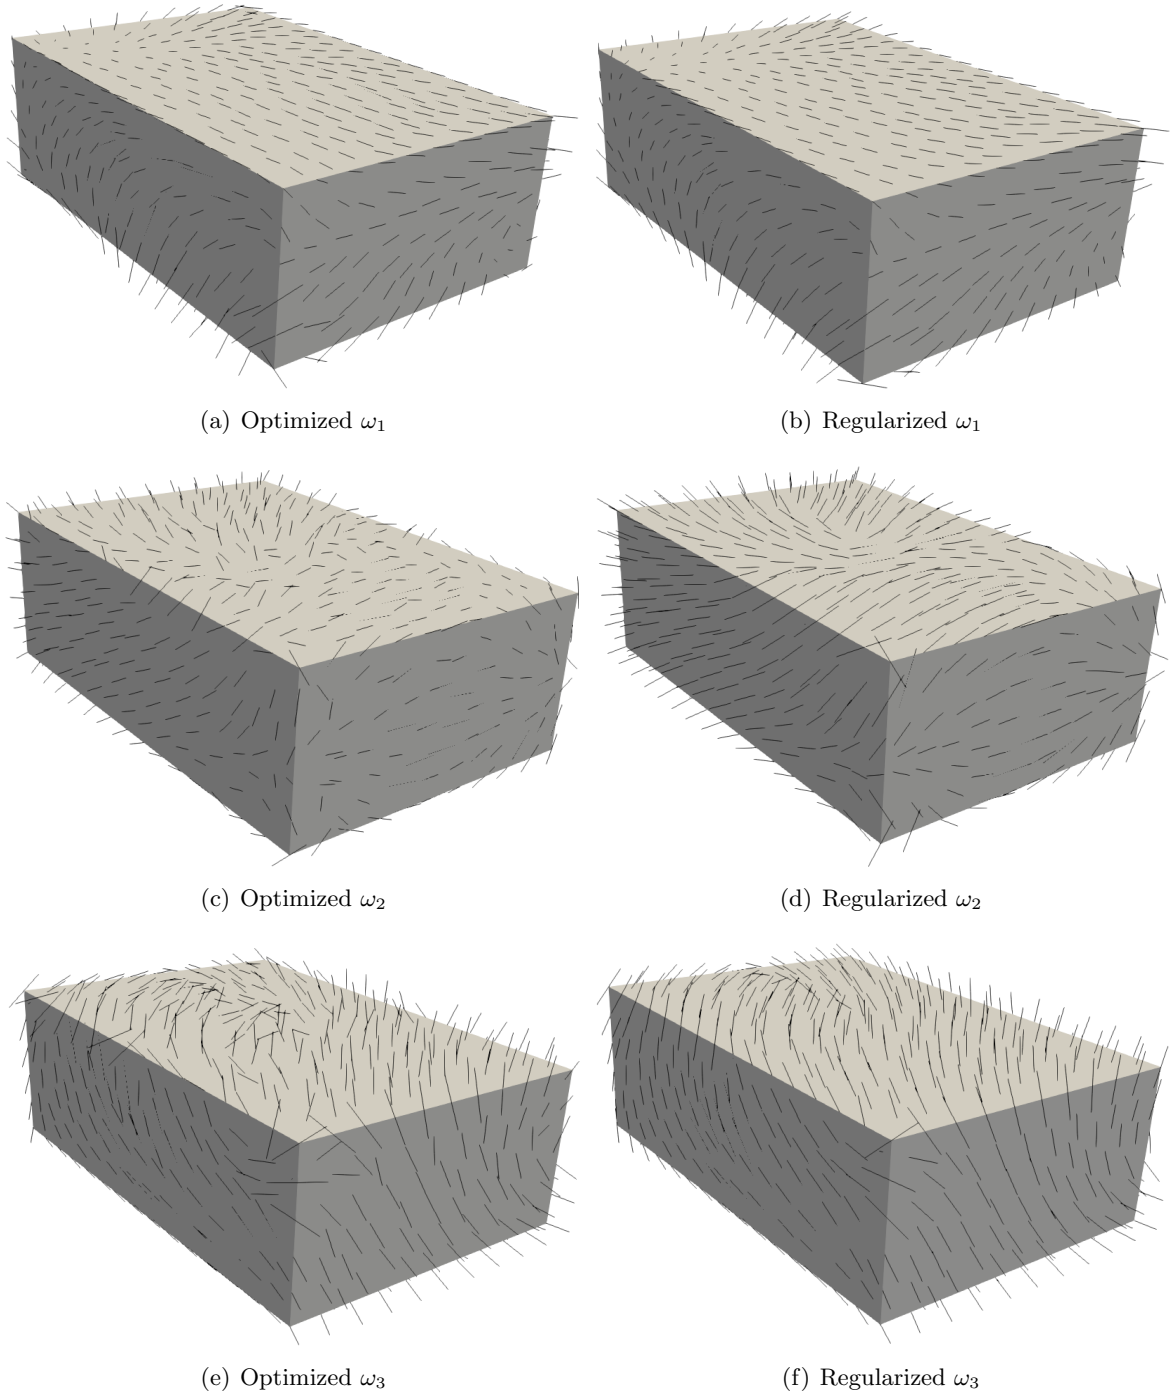 (a) Optimized ω₁
(b) Regularized ω₁
(c) Optimized ω₂
(d) Regularized ω₂
(e) Optimized ω₃
(f) Regularized ω₃